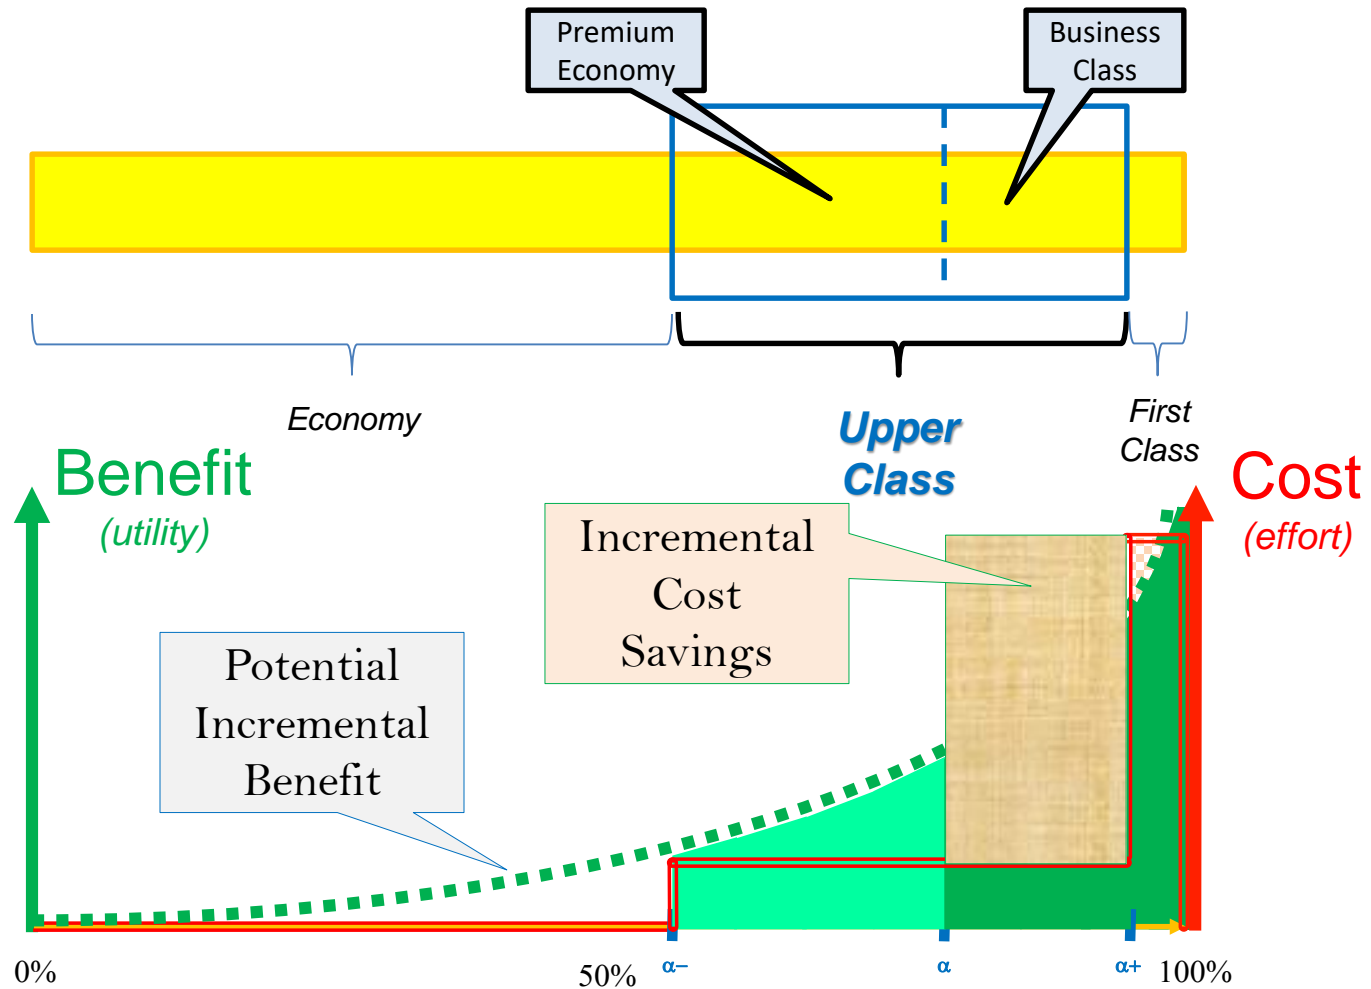 Premium
Economy
Business
Class
Economy
Upper
Class
First
Class
Benefit
(utility)
Cost
(effort)
Incremental
Cost
Savings
Potential
Incremental
Benefit
0%
50%
α−
α
α+
100%